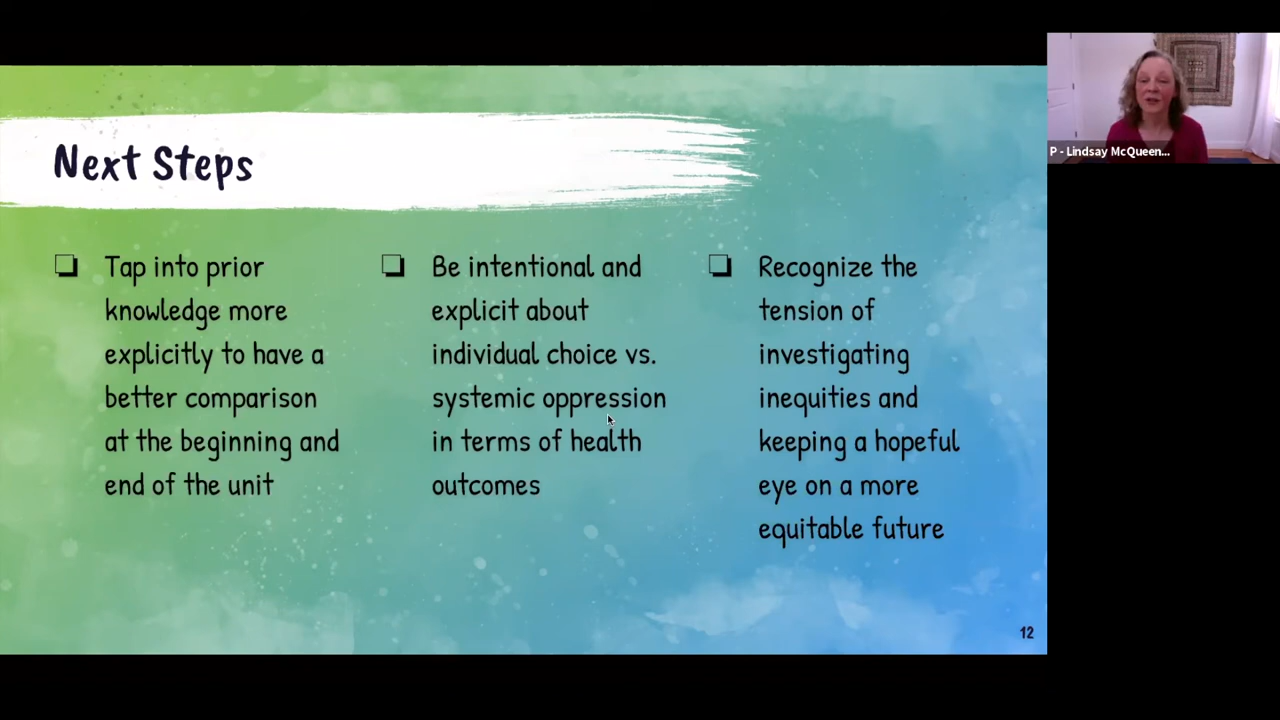 Next Steps
Tap into prior
knowledge more
explicitly to have a
better comparison
at the beginning and
end of the unit
Be intentional and
explicit about
individual choice vs.
systemic oppression
in terms of health
outcomes
Recognize the
tension of
investigating
inequities and
keeping a hopeful
eye on a more
equitable future
12
P - Lindsay McQueen...